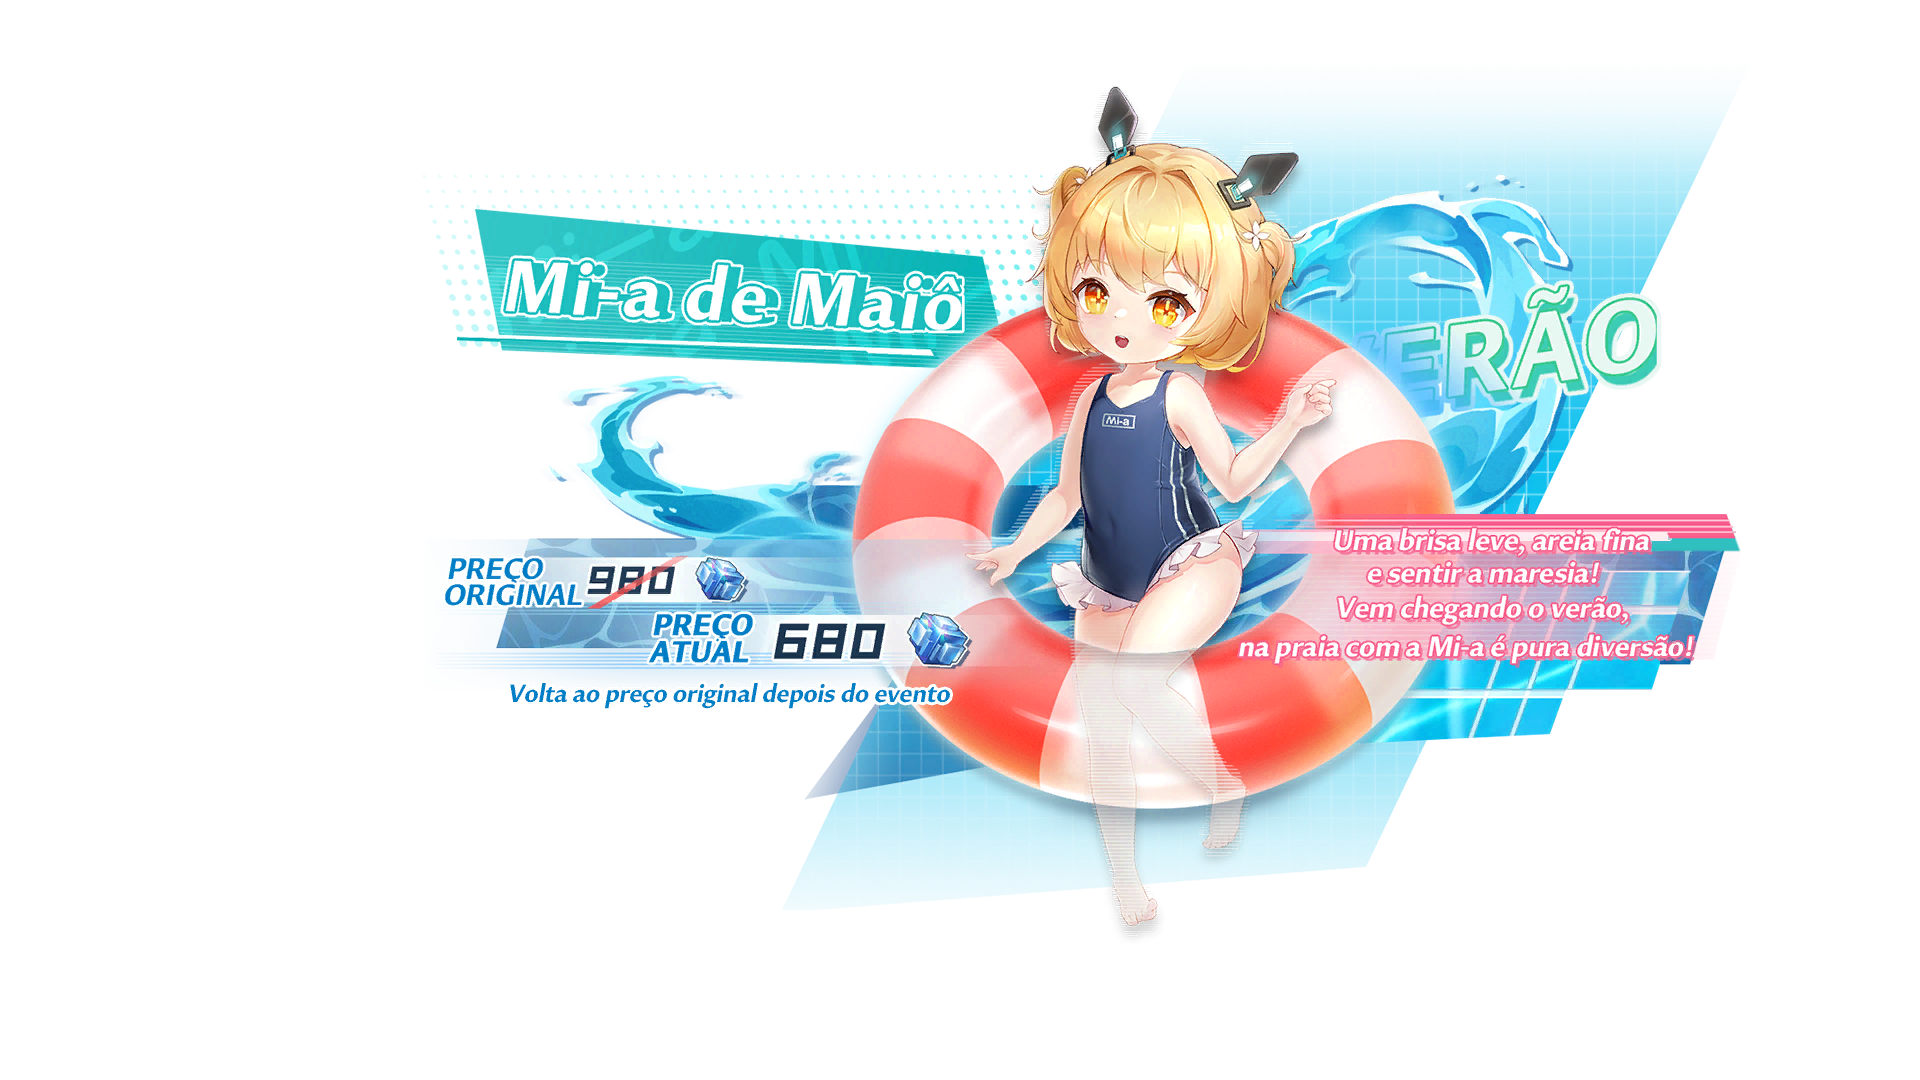 Mi-a de Maiô
VERÃO
Mi-a
PREÇO
ORIGINAL 980
PREÇO
ATUAL 680
Volta ao preço original depois do evento
Uma brisa leve, areia fina
e sentir a maresia!
Vem chegando o verão,
na praia com a Mi-a é pura diversão!